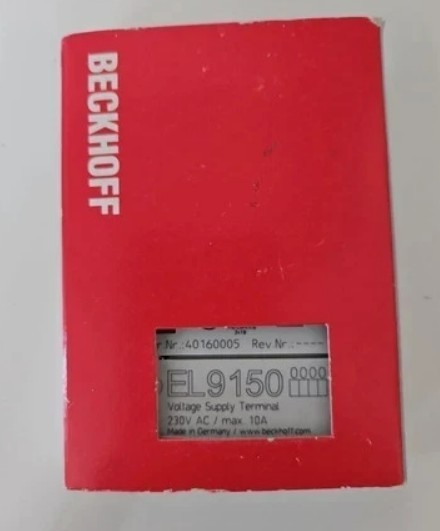 BECKHOFF
r.Nr.:40160005 Rev.Nr.:----
EL9150 0000
Voltage Supply Terminal
230V AC / max. 10A
Made in Germany / www.beckhoff.com